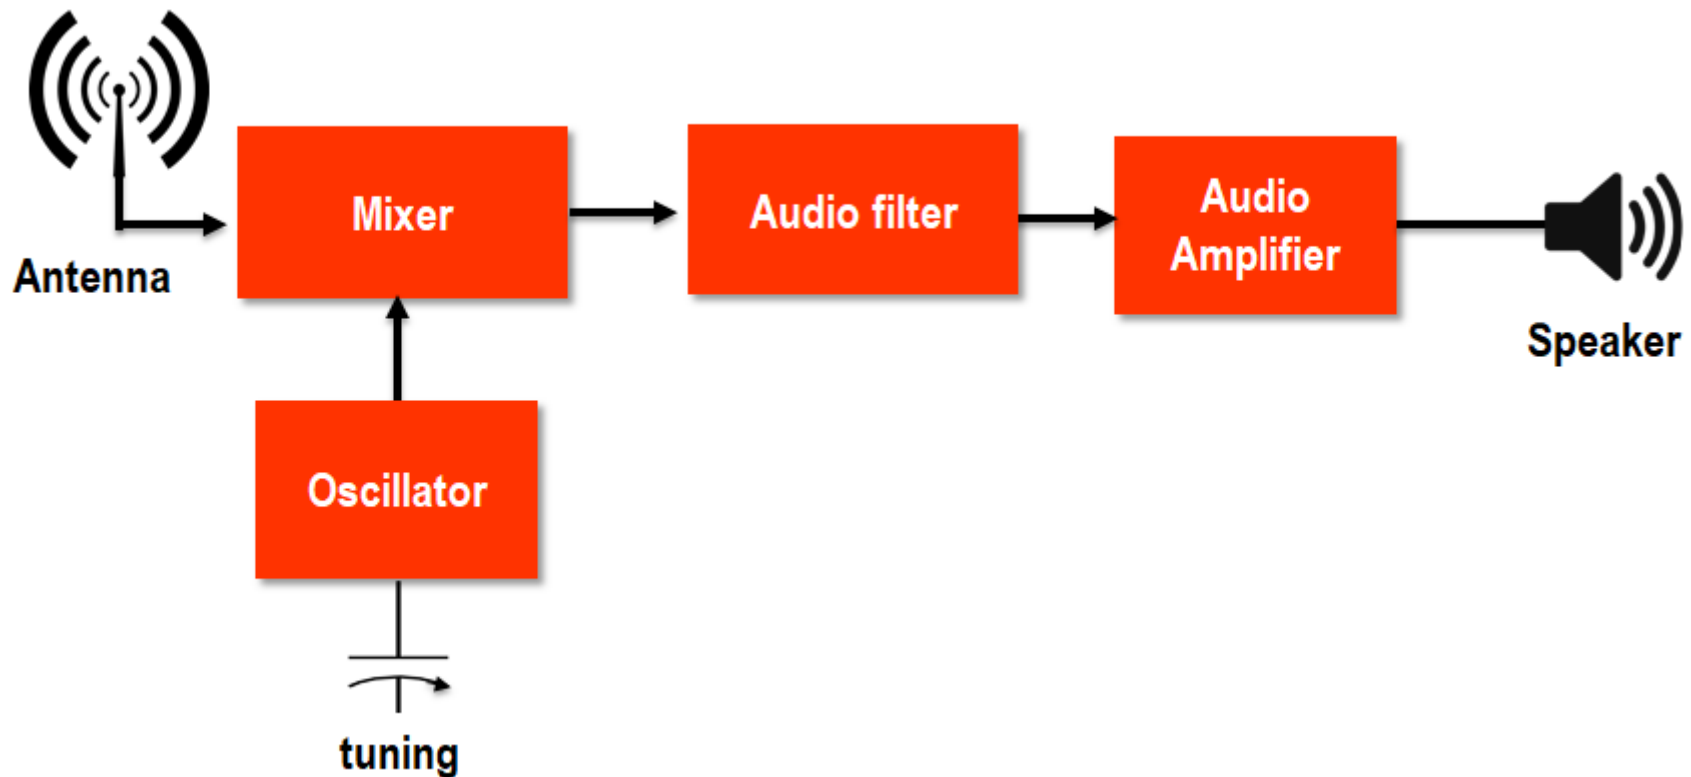 Antenna
Mixer
Audio filter
Audio
Amplifier
Speaker
Oscillator
tuning